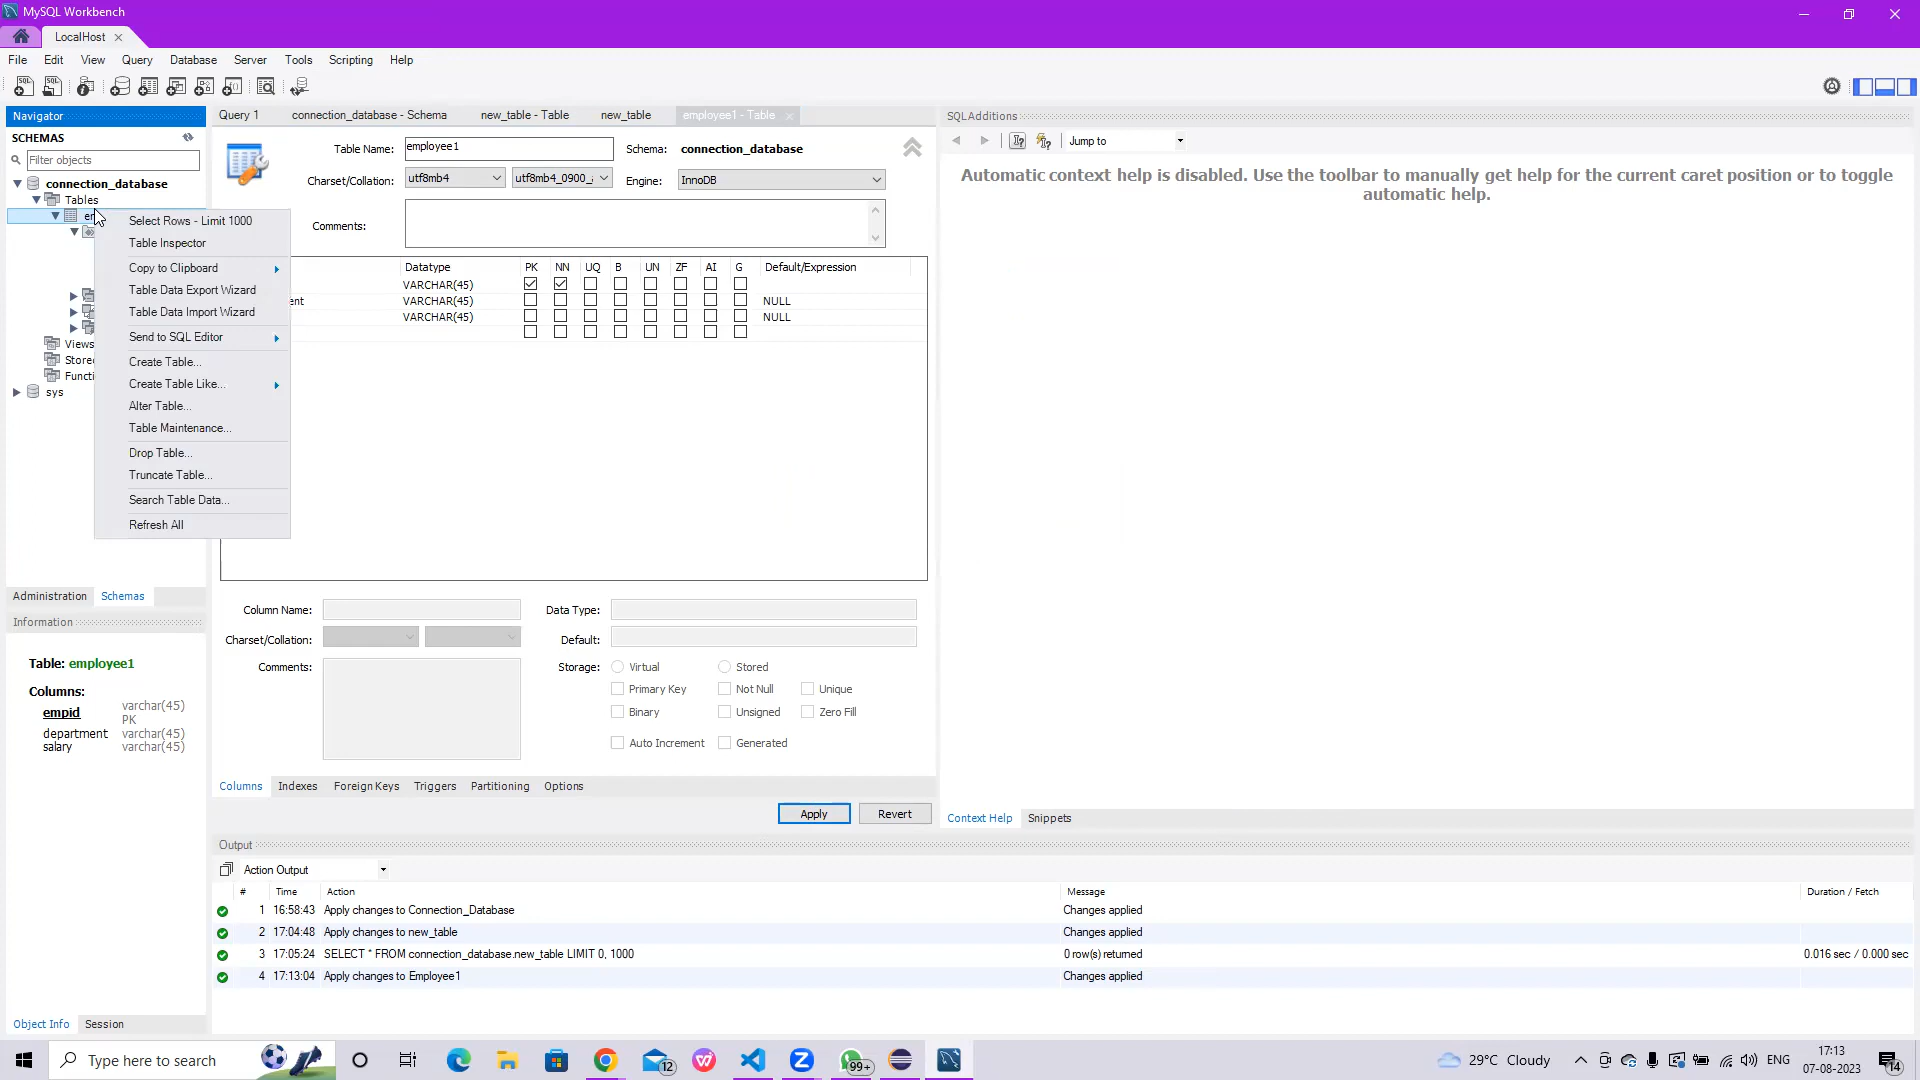 MySQL Workbench
LocalHost
File Edit View Query Database Server Tools Scripting Help
Navigator
SCHEMAS
Filter objects
connection_database
Tables
Views
sys
Select Rows - Limit 1000
Table Inspector
Copy to Clipboard
Table Data Export Wizard
Table Data Import Wizard
Send to SQL Editor
Create Table...
Create Table Like...
Alter Table...
Table Maintenance...
Drop Table...
Truncate Table...
Search Table Data...
Refresh All
Administration Schemas
Information
Table: employee1
Columns:
empid varchar(45)
PK
department varchar(45)
salary varchar(45)
Object Info Session
Query 1 connection_database - Schema new_table - Table new_table employee1 - Table
Table Name: employee1 Schema: connection_database
Charset/Collation: utf8mb4 utf8mb4_0900_ Engine: InnoDB
Comments:
Datatype PK NN UQ B UN ZF AI G Default/Expression
VARCHAR(45)
ent VARCHAR(45) NULL
VARCHAR(45) NULL
Column Name: Data Type:
Charset/Collation: Default:
Comments: Storage: Virtual Stored
Primary Key Not Null Unique
Binary Unsigned Zero Fill
Auto Increment Generated
Columns Indexes Foreign Keys Triggers Partitioning Options
Apply Revert
SQLAdditions
Jump to
Automatic context help is disabled. Use the toolbar to manually get help for the current caret position or to toggle
automatic help.
Context Help Snippets
Output
Action Output
# Time Action Message Duration / Fetch
1 16:58:43 Apply changes to Connection_Database Changes applied
2 17:04:48 Apply changes to new_table Changes applied
3 17:05:24 SELECT * FROM connection_database.new_table LIMIT 0, 1000 0 row(s) returned 0.016 sec / 0.000 sec
4 17:13:04 Apply changes to Employee1 Changes applied
Type here to search
12
99+
29°C Cloudy
ENG
17:13
07-08-2023
14